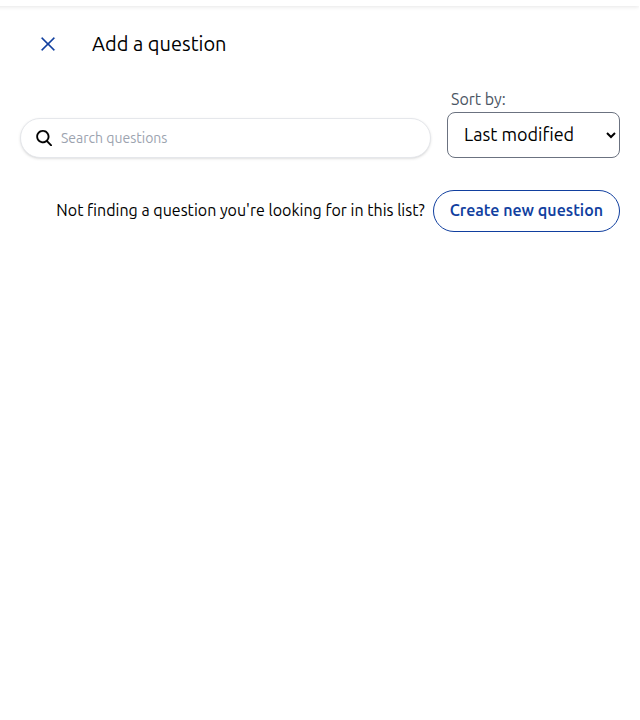 Add a question
Sort by:
Search questions
Last modified
Not finding a question you're looking for in this list?
Create new question